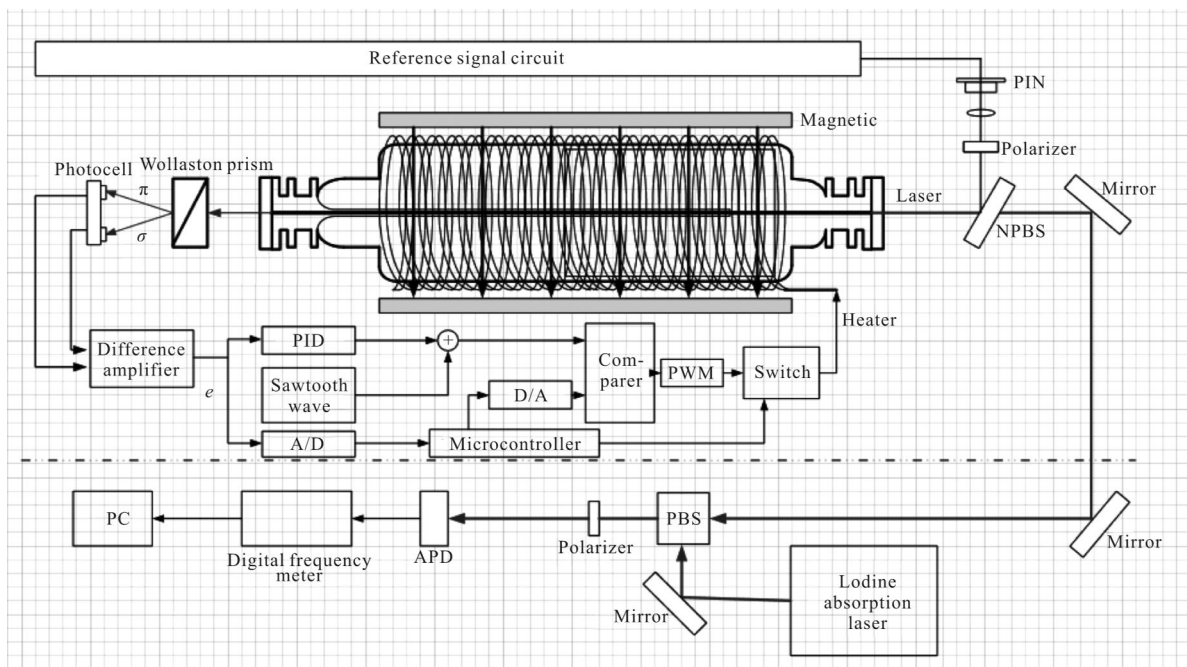 Reference signal circuit
PIN
Magnetic
Polarizer
Photocell
Wollaston prism
π
σ
Laser
Mirror
NPBS
Heater
Difference
amplifier
e
PID
+
Sawtooth
wave
A/D
D/A
Microcontroller
Com-
parer
PWM
Switch
PC
Digital frequency
meter
APD
Polarizer
PBS
Mirror
Lodine
absorption
laser
Mirror